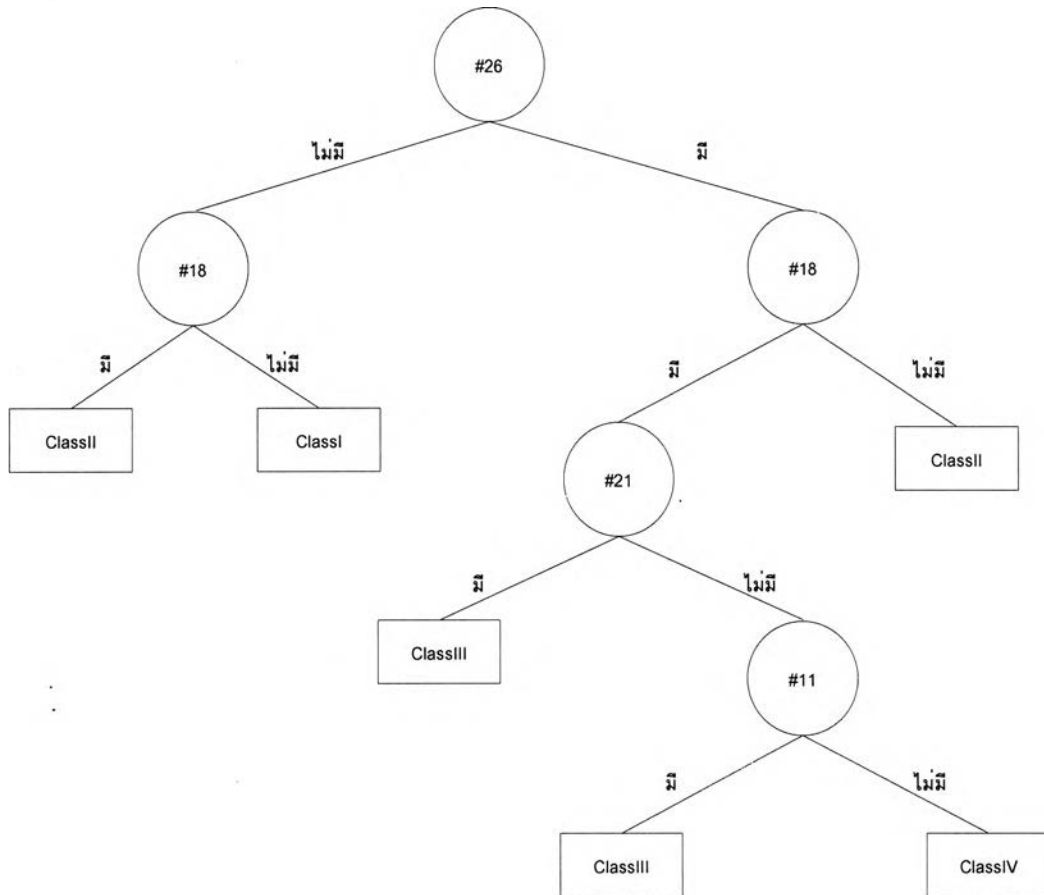 #26
ไม่มี
มี
#18
#18
มี
ไม่มี
มี
ไม่มี
ClassII
ClassI
ClassII
#21
มี
ไม่มี
ClassIII
#11
มี
ไม่มี
ClassIII
ClassIV